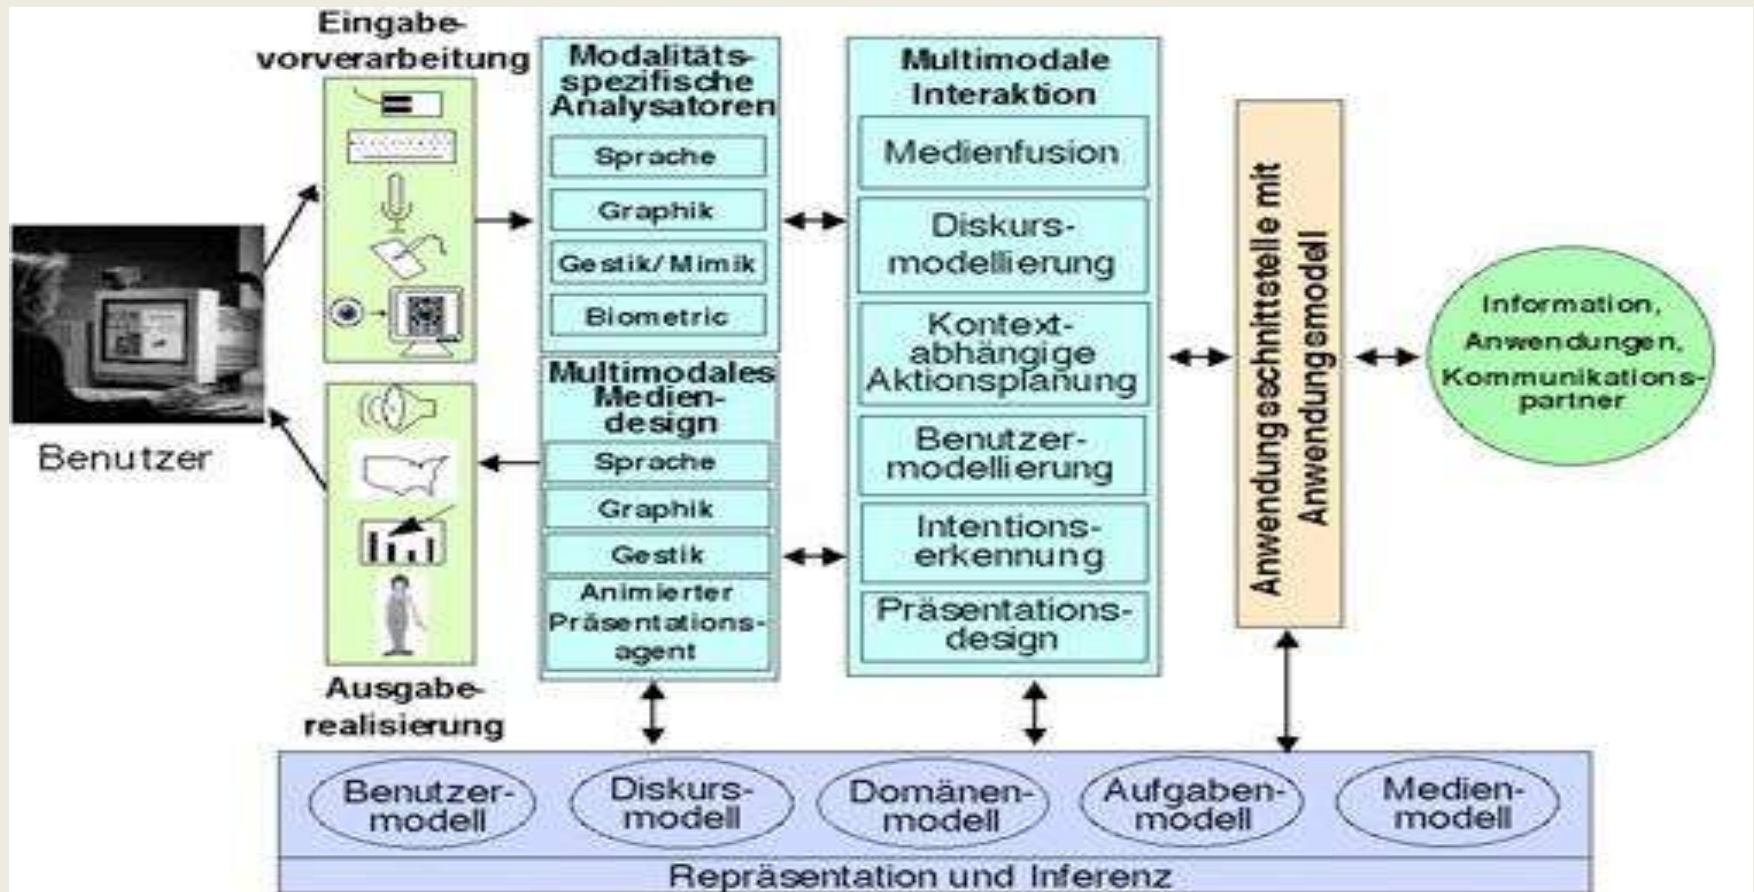 Eingabe-
vorverarbeitung
Modalitäts-
spezifische
Analysatoren
Sprache
Graphik
Gestik/Mimik
Biometric
Multimodales
Medien-
design
Sprache
Graphik
Gestik
Animierter
Präsentations-
agent
Multimodale
Interaktion
Medienfusion
Diskurs-
modellierung
Kontext-
abhängige
Aktionsplanung
Benutzer-
modellierung
Intentions-
erkennung
Präsentations-
design
Anwendungsschnittstelle mit
Anwendungsmodell
Information,
Anwendungen,
Kommunikations-
partner
Benutzer
Ausgabe-
realisierung
Benutzer-
modell
Diskurs-
modell
Domänen-
modell
Aufgaben-
modell
Medien-
modell
Repräsentation und Inferenz